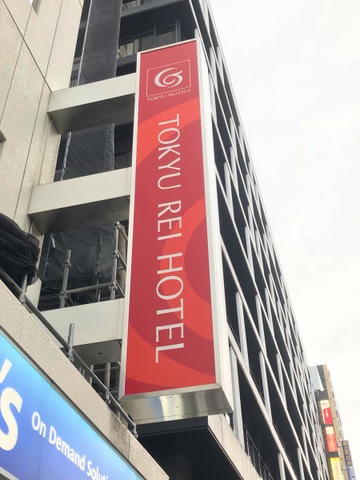 TOKYU HOTELS
TOKYU REI HOTEL
's
On Demand Solu